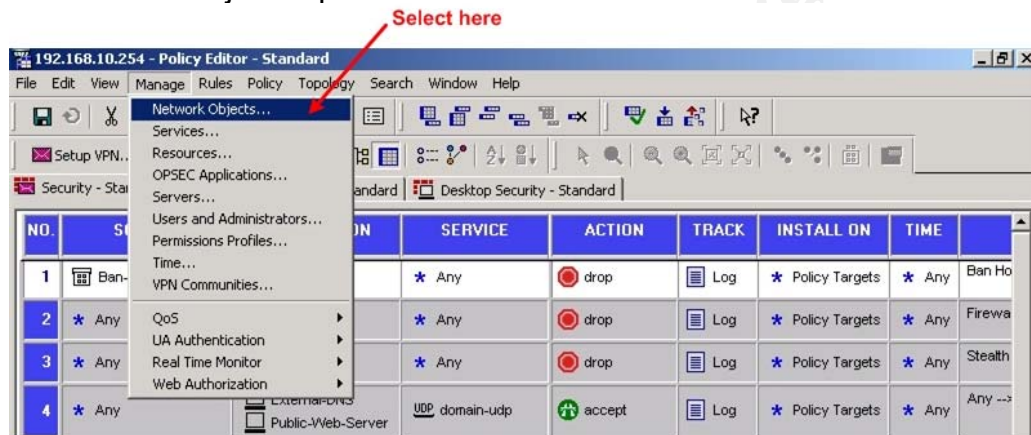 Select here
192.168.10.254 - Policy Editor - Standard
File Edit View Manage Rules Policy Topology Search Window Help
Network Objects...
Services...
Resources...
OPSEC Applications...
Servers...
Users and Administrators...
Permissions Profiles...
Time...
VPN Communities...
QoS
UA Authentication
Real Time Monitor
Web Authorization
Setup VPN..
Security - Sta
andard
Desktop Security - Standard
NO. S ON SERVICE ACTION TRACK INSTALL ON TIME
1 Ban- * Any drop Log * Policy Targets * Any Ban Ho
2 * Any * Any drop Log * Policy Targets * Any Firewa
3 * Any * Any drop Log * Policy Targets * Any Stealth
4 * Any External-DNS Public-Web-Server UDP domain-udp accept Log * Policy Targets * Any Any -->